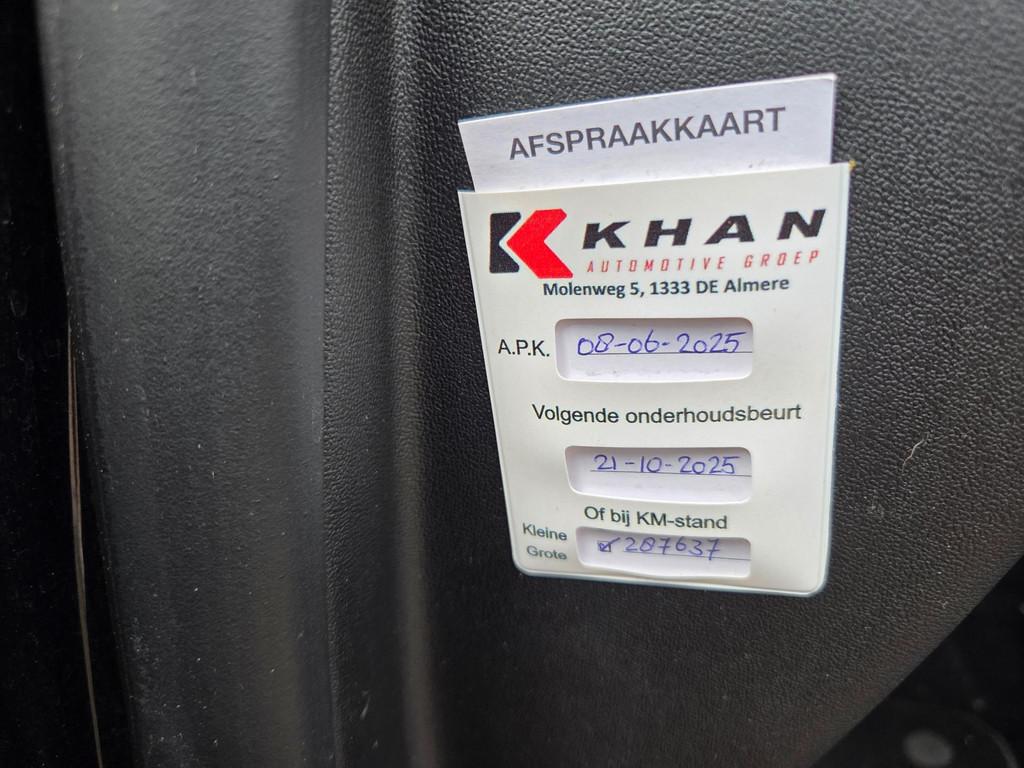 AFSPRAAKKAART
KHAN
AUTOMOTIVE GROEP
Molenweg 5, 1333 DE Almere
A.P.K. 08-06-2025
Volgende onderhoudsbeurt
21-10-2025
Of bij KM-stand
Kleine ☑ 287637
Grote